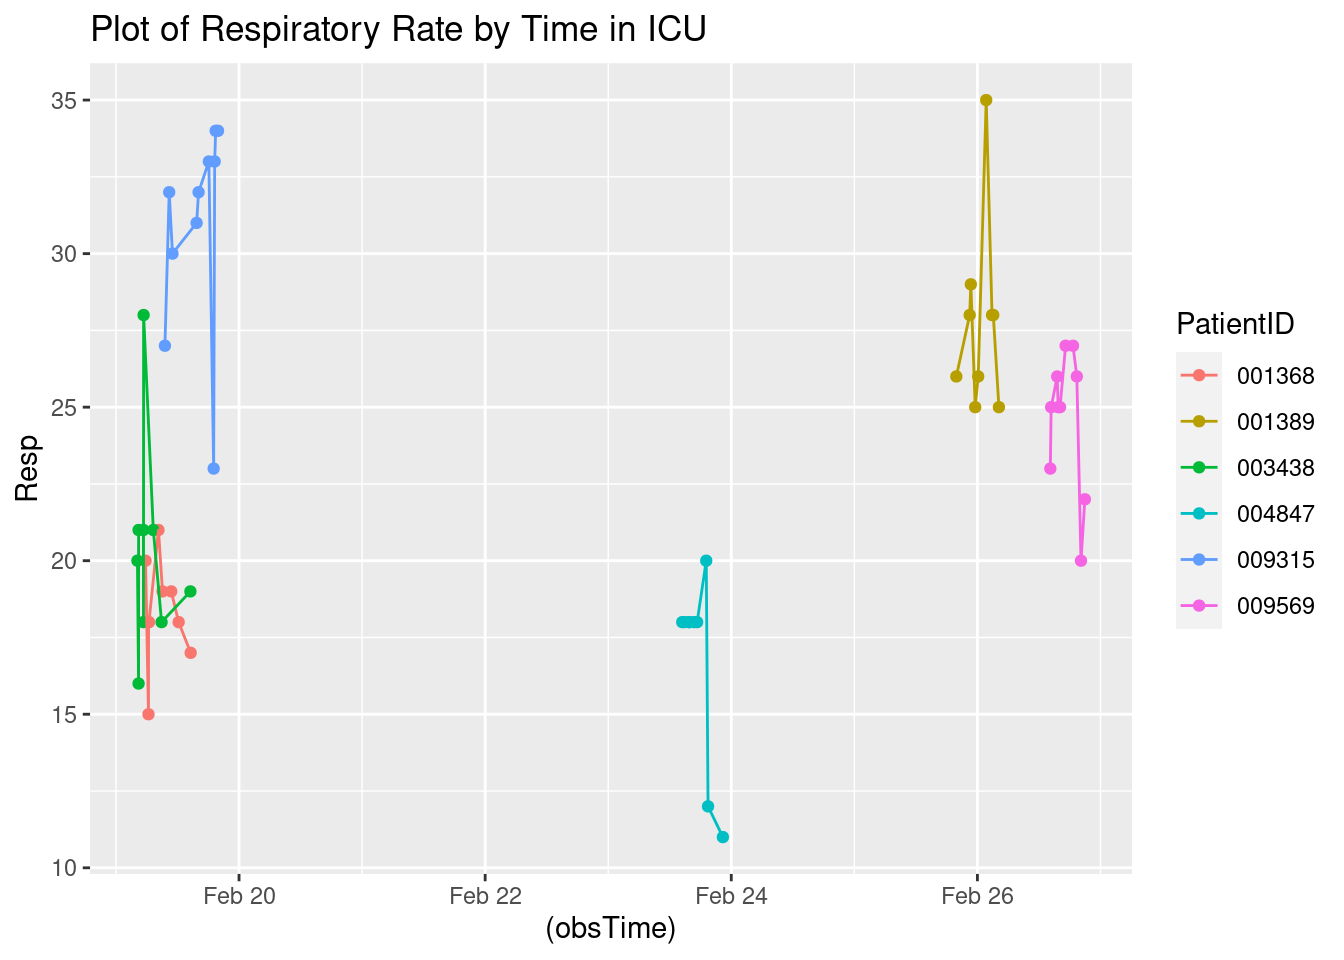 Plot of Respiratory Rate by Time in ICU
Resp
35
30
25
20
15
10
Feb 20
Feb 22
Feb 24
Feb 26
(obsTime)
PatientID
001368
001389
003438
004847
009315
009569